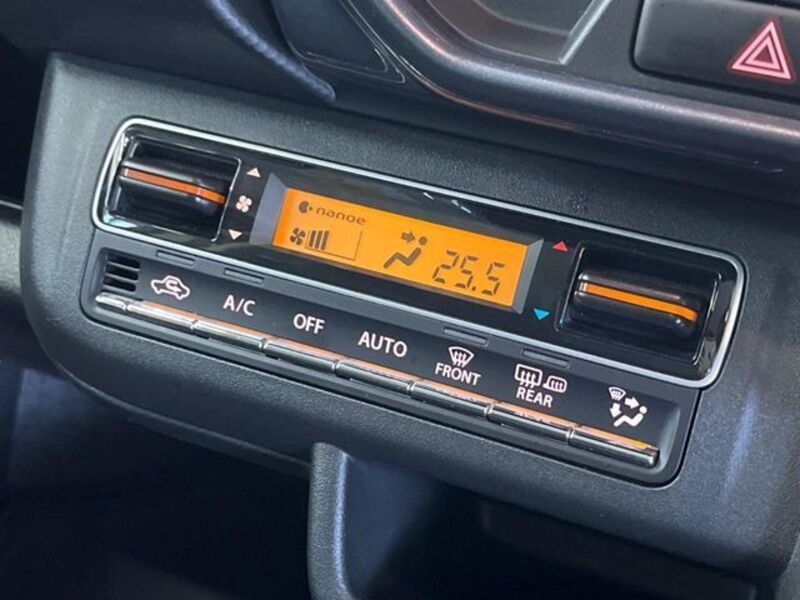 nanoe
25.5
A/C
OFF
AUTO
FRONT
REAR